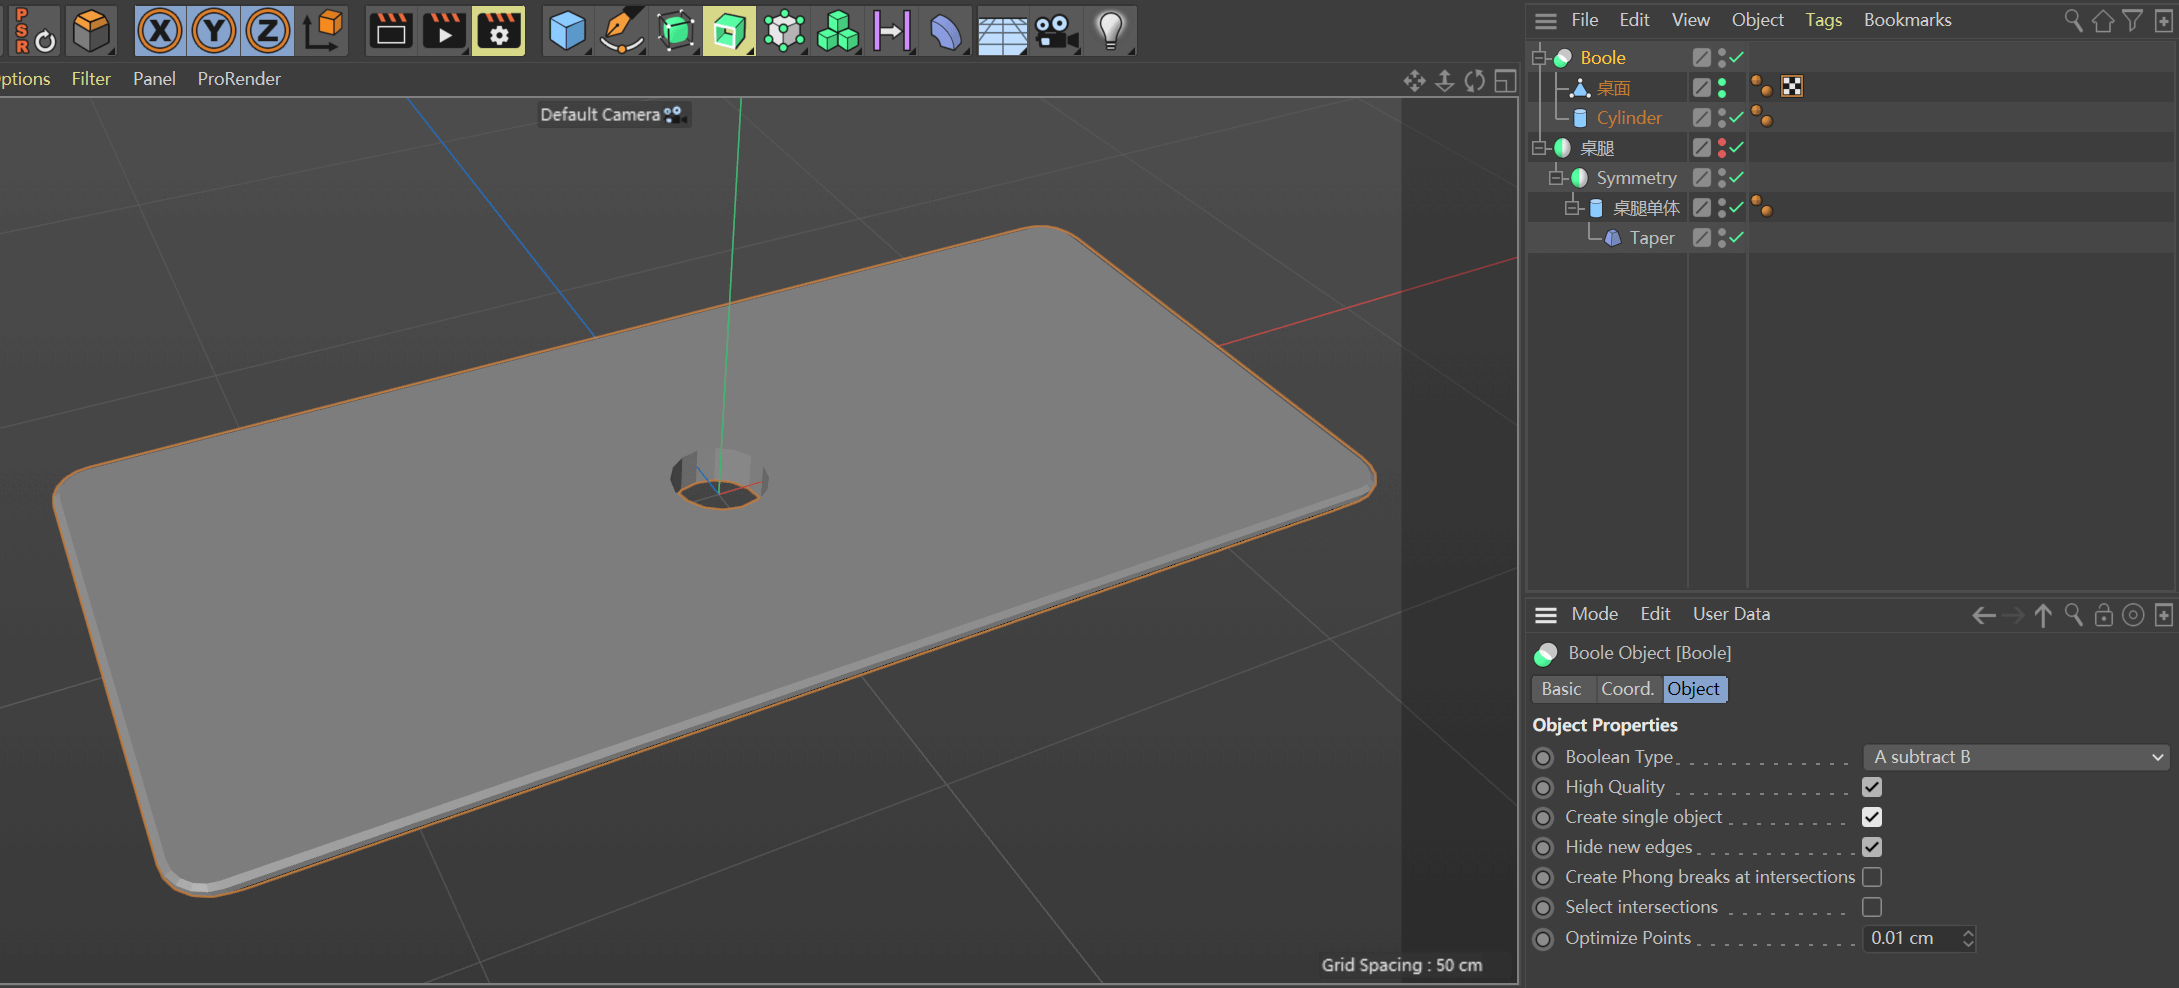 P
S
R
X Y Z
File Edit View Object Tags Bookmarks
ptions Filter Panel ProRender
Default Camera
Boole
桌面
Cylinder
桌腿
Symmetry
桌腿单体
Taper
Grid Spacing : 50 cm
Mode Edit User Data
Boole Object [Boole]
Basic Coord. Object
Object Properties
Boolean Type A subtract B
High Quality
Create single object
Hide new edges
Create Phong breaks at intersections
Select intersections
Optimize Points 0.01 cm